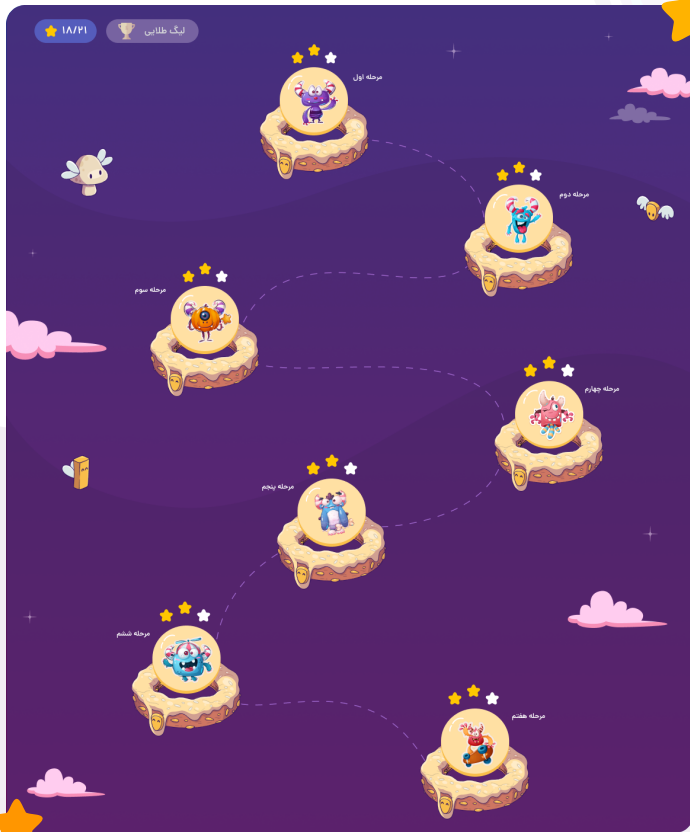 لیگ طلایی
۱۸/۲۱
مرحله اول
مرحله دوم
مرحله سوم
مرحله چهارم
مرحله پنجم
مرحله ششم
مرحله هفتم